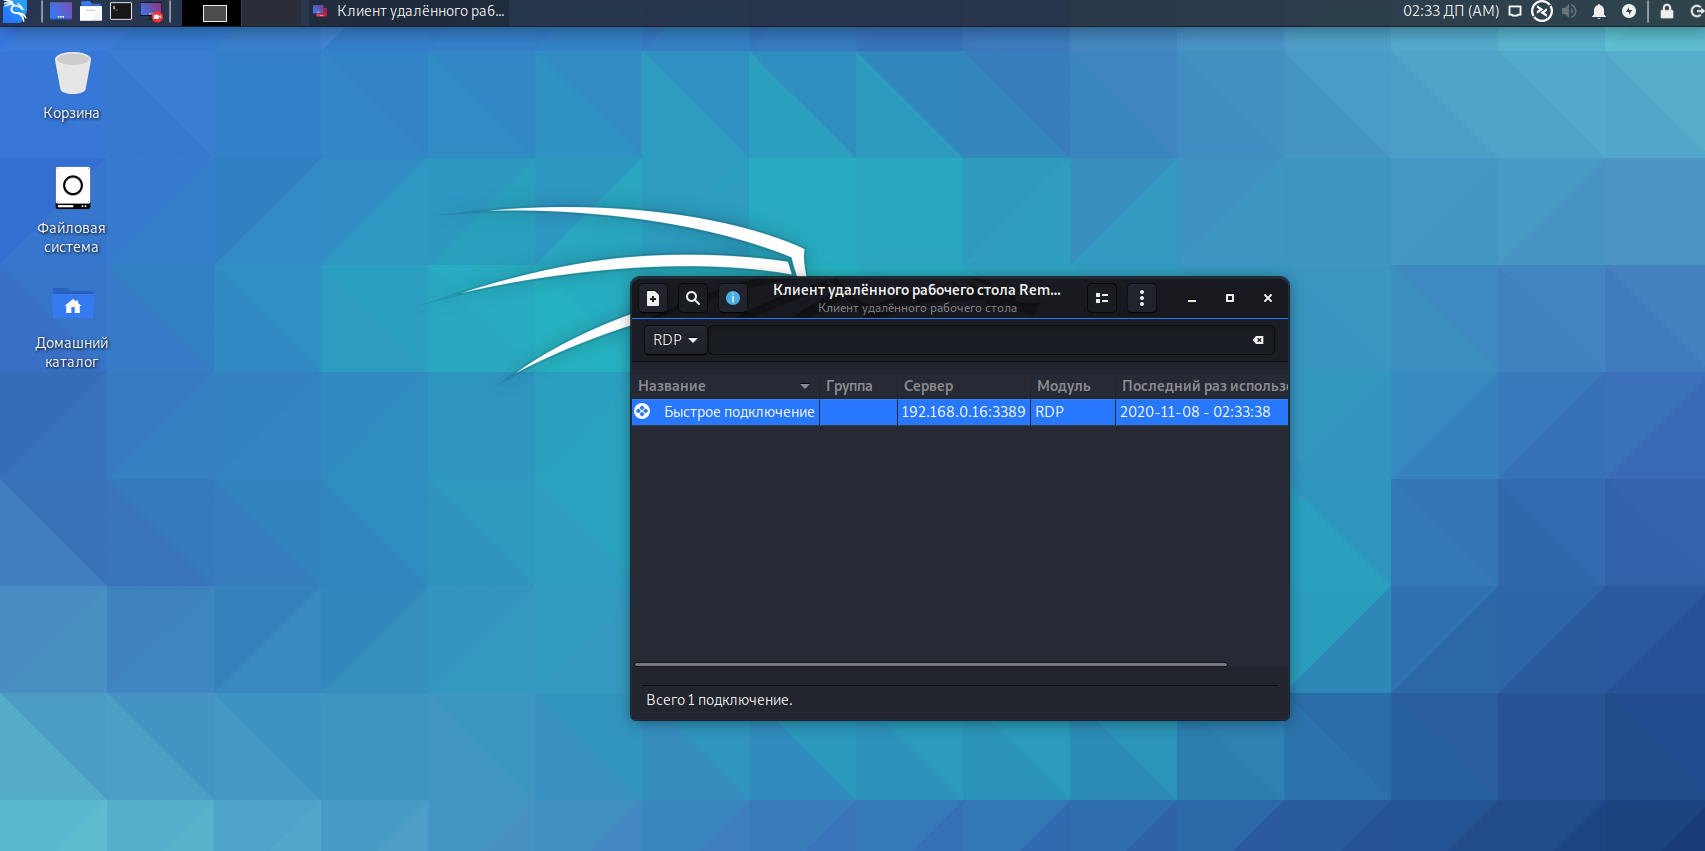 Клиент удалённого раб...
02:33 ДП (AM)
Корзина
Файловая
система
Домашний
каталог
Клиент удалённого рабочего стола Rem...
Клиент удалённого рабочего стола
RDP
Название Группа Сервер Модуль Последний раз использо
Быстрое подключение 192.168.0.16:3389 RDP 2020-11-08 - 02:33:38
Всего 1 подключение.